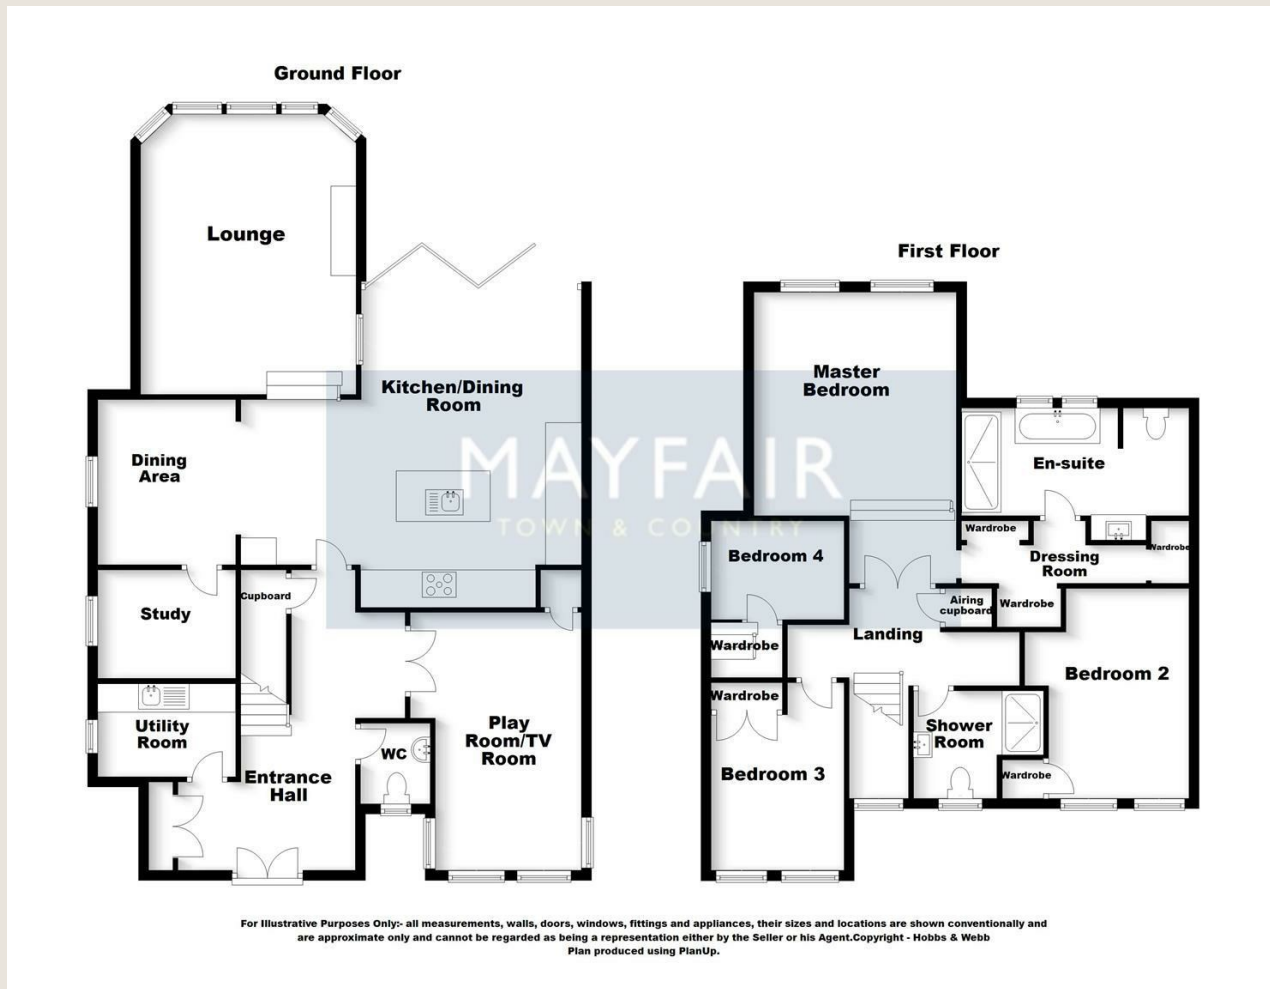 Ground Floor
Lounge
Kitchen/Dining
Room
Dining
Area
Study
Cupboard
Utility
Room
Entrance
Hall
WC
Play
Room/TV
Room
First Floor
Master
Bedroom
En-suite
Bedroom 4
Wardrobe
Wardrobe
Dressing
Room
Airing
cupboard
Wardrobe
Landing
Wardrobe
Wardrobe
Bedroom 2
Bedroom 3
Shower
Room
Wardrobe
MAYFAIR
TOWN & COUNTRY
For Illustrative Purposes Only:- all measurements, walls, doors, windows, fittings and appliances, their sizes and locations are shown conventionally and
are approximate only and cannot be regarded as being a representation either by the Seller or his Agent.Copyright - Hobbs & Webb
Plan produced using PlanUp.